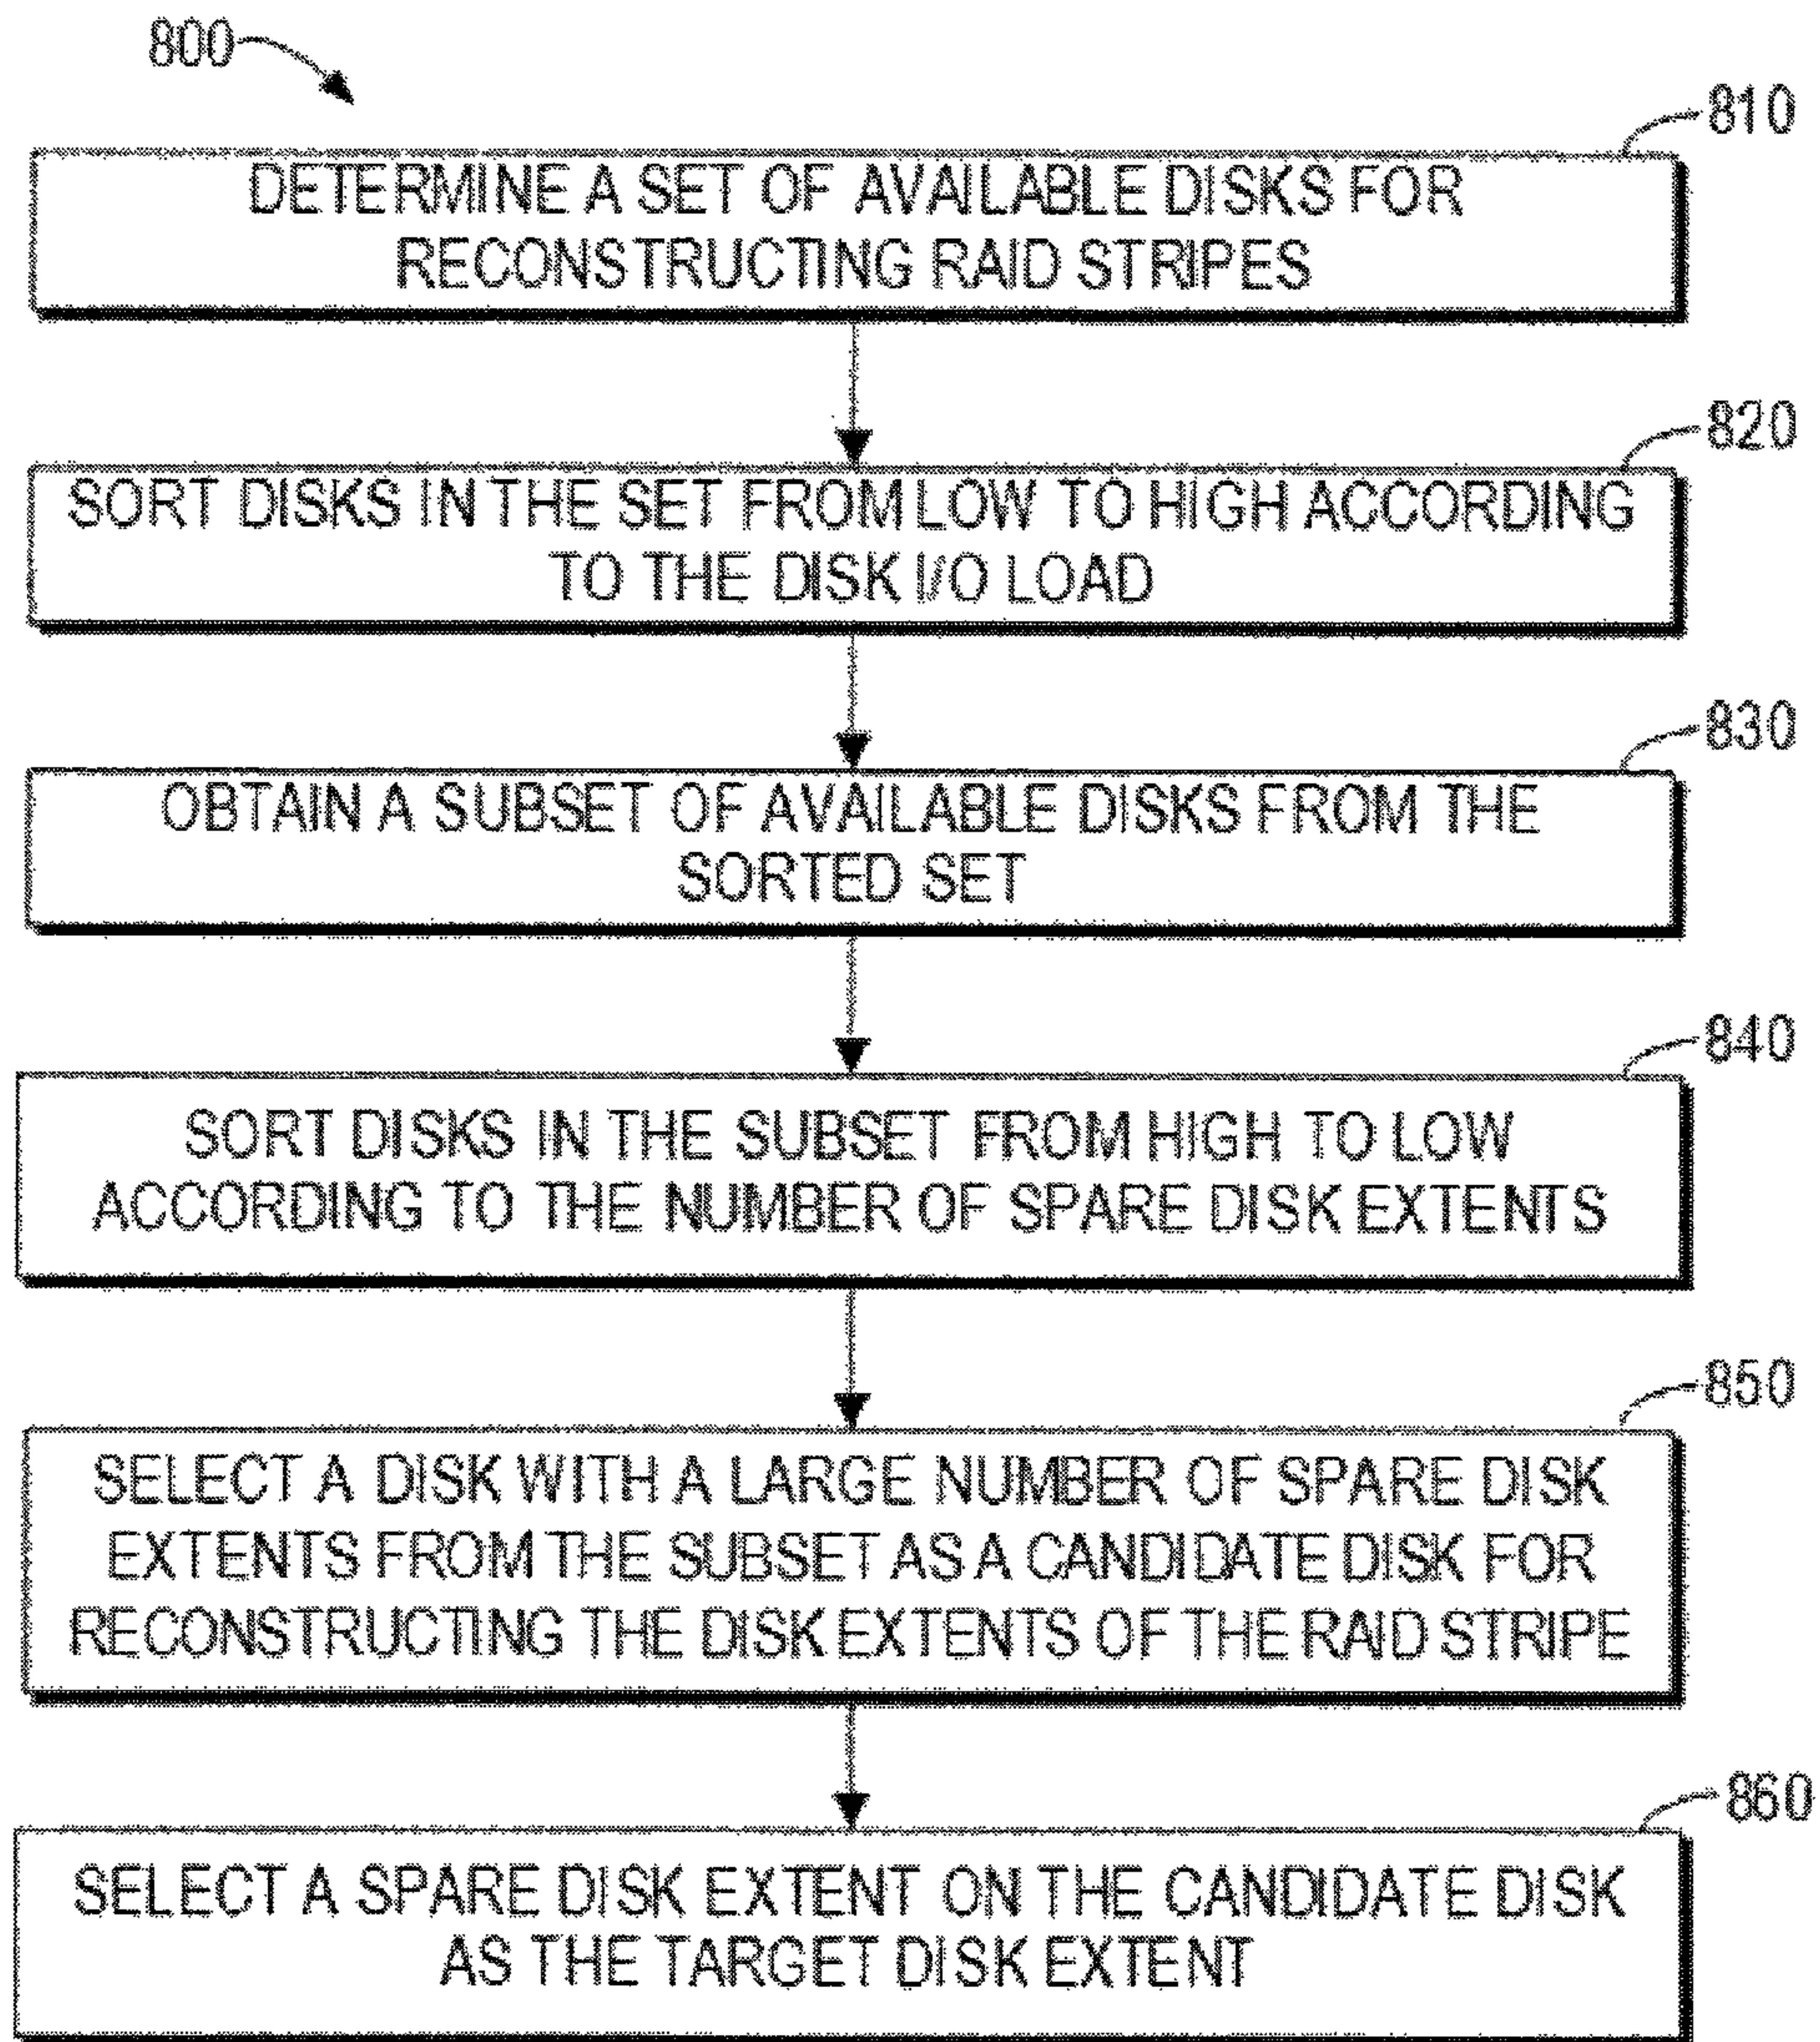 800
810
DETERMINE A SET OF AVAILABLE DISKS FOR
RECONSTRUCTING RAID STRIPES
820
SORT DISKS IN THE SET FROM LOW TO HIGH ACCORDING
TO THE DISK I/O LOAD
830
OBTAIN A SUBSET OF AVAILABLE DISKS FROM THE
SORTED SET
840
SORT DISKS IN THE SUBSET FROM HIGH TO LOW
ACCORDING TO THE NUMBER OF SPARE DISK EXTENTS
850
SELECT A DISK WITH A LARGE NUMBER OF SPARE DISK
EXTENTS FROM THE SUBSET AS A CANDIDATE DISK FOR
RECONSTRUCTING THE DISK EXTENTS OF THE RAID STRIPE
860
SELECT A SPARE DISK EXTENT ON THE CANDIDATE DISK
AS THE TARGET DISK EXTENT